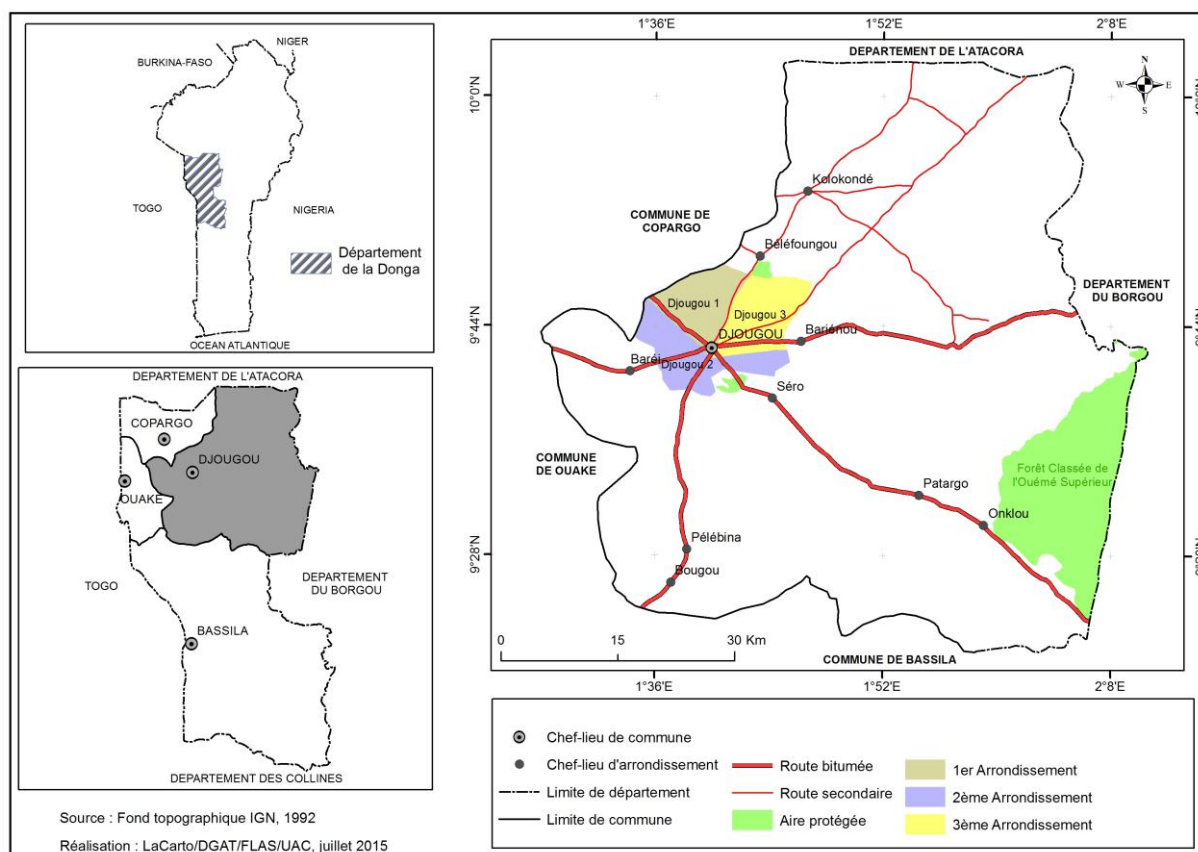 NIGER
BURKINA-FASO
TOGO
NIGERIA
Département
de la Donga
OCEAN ATLANTIQUE
DEPARTEMENT DE L'ATACORA
COPARGO
DJOUGOU
OUAKE
TOGO
DEPARTEMENT
DU BORGOU
BASSILA
DEPARTEMENT DES COLLINES
Source : Fond topographique IGN, 1992
Réalisation : LaCarto/DGAT/FLAS/UAC, juillet 2015
1°36'E
1°52'E
2°8'E
DEPARTEMENT DE L'ATACORA
N
W
E
S
10°0'N
Kolokondé
COMMUNE DE
COPARGO
Béléfoungou
DEPARTEMENT
DU BORGOU
Djougou 1
Djougou 3
9°44'N
DJOUGOU
Bariénou
Baréi
Djougou 2
Séro
COMMUNE
DE OUAKE
Forêt Classée de
l'Ouémé Supérieur
Patargo
Onklou
9°28'N
Pélébina
Bougou
0
15
30 Km
COMMUNE DE BASSILA
1°36'E
1°52'E
2°8'E
Chef-lieu de commune
Chef-lieu d'arrondissement
Limite de département
Limite de commune
Route bitumée
Route secondaire
Aire protégée
1er Arrondissement
2ème Arrondissement
3ème Arrondissement